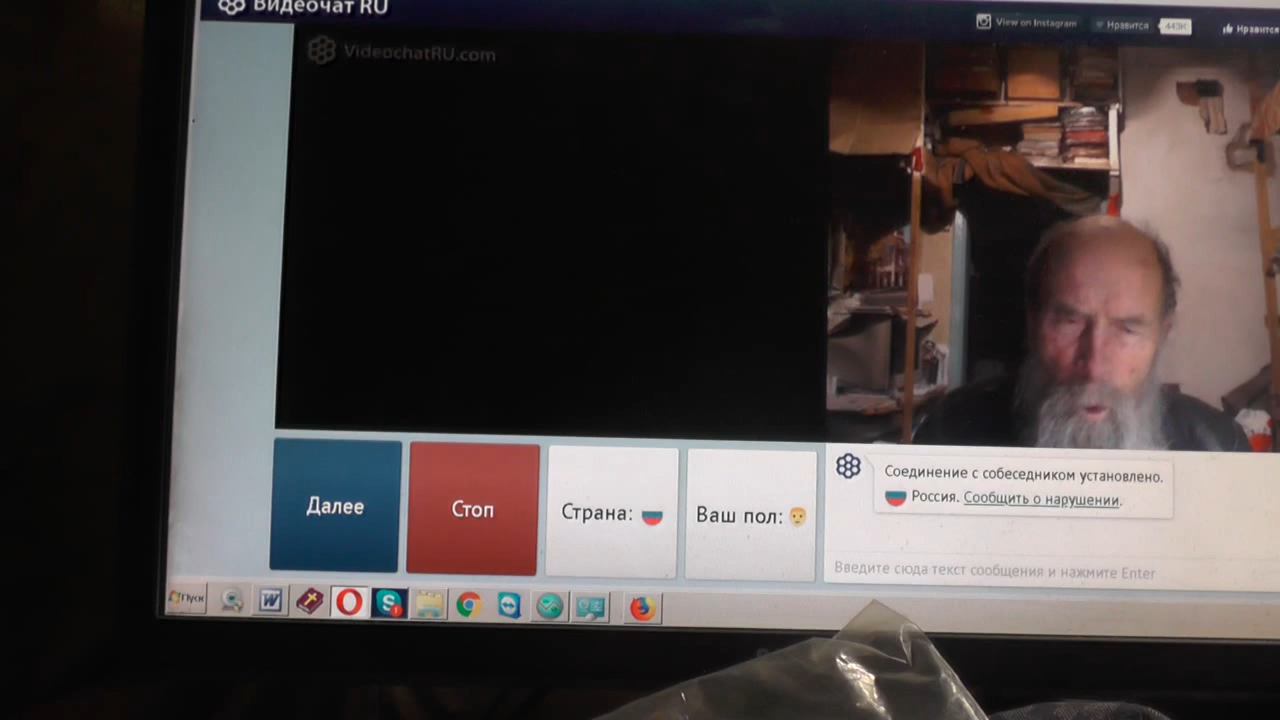 Видеочат RU
View on Instagram
Нравится 443K
Нравится
VideochatRU.com
Соединение с собеседником установлено.
Россия. Сообщить о нарушении.
Далее
Стоп
Страна:
Ваш пол:
Введите сюда текст сообщения и нажмите Enter
Пуск